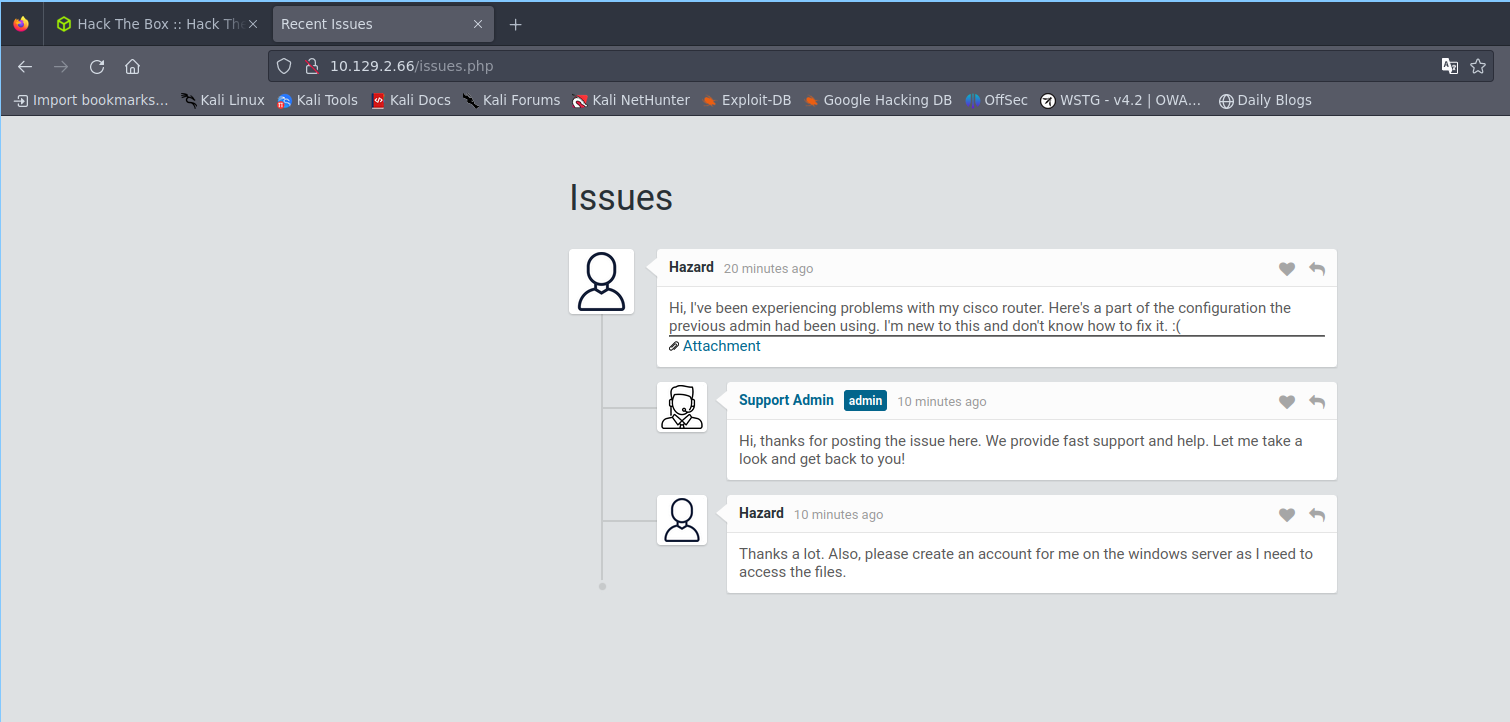 Hack The Box :: Hack The
Recent Issues
10.129.2.66/issues.php
Import bookmarks...
Kali Linux
Kali Tools
Kali Docs
Kali Forums
Kali NetHunter
Exploit-DB
Google Hacking DB
OffSec
WSTG - v4.2 | OWA...
Daily Blogs
Issues
Hazard 20 minutes ago
Hi, I've been experiencing problems with my cisco router. Here's a part of the configuration the
previous admin had been using. I'm new to this and don't know how to fix it. :(
Attachment
Support Admin admin 10 minutes ago
Hi, thanks for posting the issue here. We provide fast support and help. Let me take a
look and get back to you!
Hazard 10 minutes ago
Thanks a lot. Also, please create an account for me on the windows server as I need to
access the files.